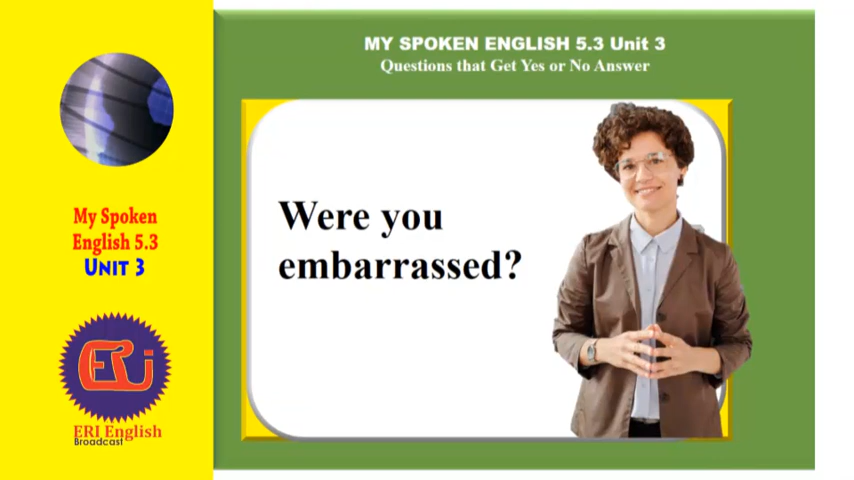 MY SPOKEN ENGLISH 5.3 Unit 3
Questions that Get Yes or No Answer
Were you
embarrassed?
My Spoken
English 5.3
UNIT 3
ERi
ERI English
Broadcast